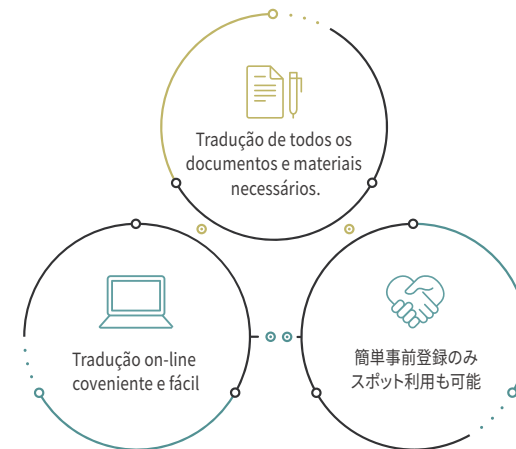 Tradução de todos os
documentos e materiais
necessários.
Tradução on-line
coveniente e fácil
簡単事前登録のみ
スポット利用も可能